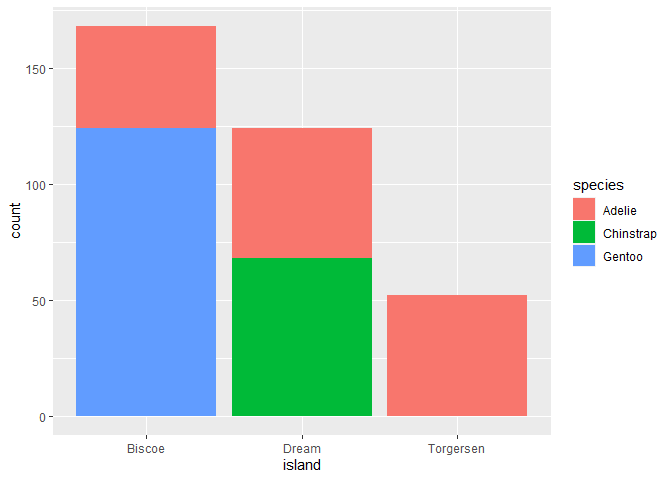 150
100
50
0
count
Biscoe
Dream
Torgersen
island
species
Adelie
Chinstrap
Gentoo